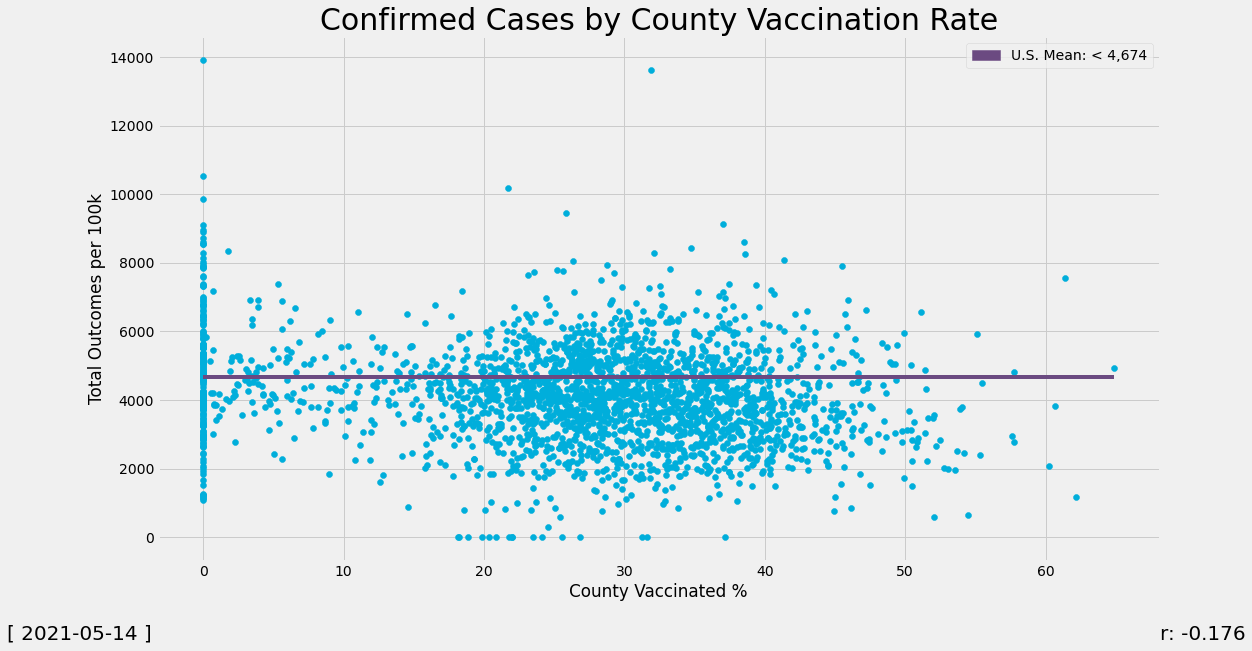 Confirmed Cases by County Vaccination Rate
U.S. Mean: < 4,674
Total Outcomes per 100k
14000
12000
10000
8000
6000
4000
2000
0
0 10 20 30 40 50 60
County Vaccinated %
[ 2021-05-14 ]
r: -0.176